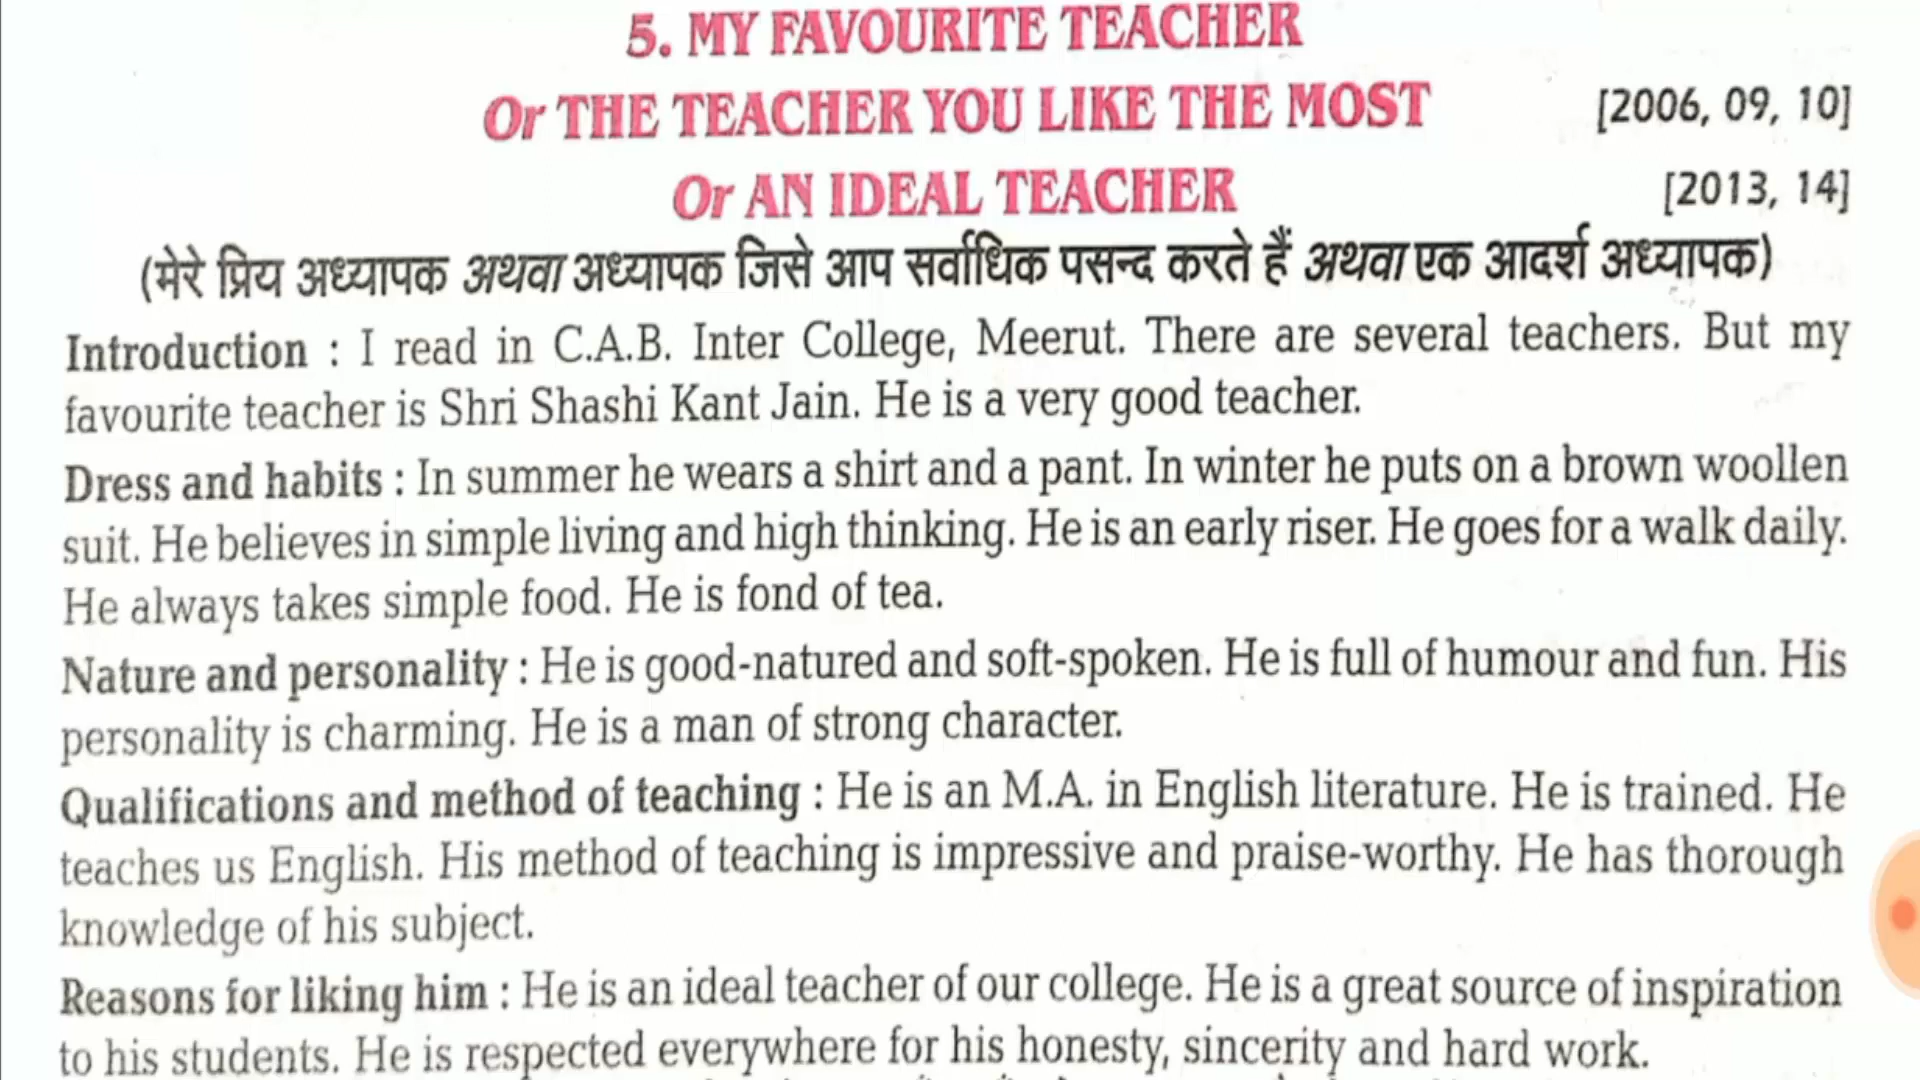 5. MY FAVOURITE TEACHER
Or THE TEACHER YOU LIKE THE MOST [2006, 09, 10]
Or AN IDEAL TEACHER [2013, 14]
(मेरे प्रिय अध्यापक अथवा अध्यापक जिसे आप सर्वाधिक पसन्द करते हैं अथवा एक आदर्श अध्यापक)
Introduction : I read in C.A.B. Inter College, Meerut. There are several teachers. But my
favourite teacher is Shri Shashi Kant Jain. He is a very good teacher.
Dress and habits : In summer he wears a shirt and a pant. In winter he puts on a brown woollen
suit. He believes in simple living and high thinking. He is an early riser. He goes for a walk daily.
He always takes simple food. He is fond of tea.
Nature and personality : He is good-natured and soft-spoken. He is full of humour and fun. His
personality is charming. He is a man of strong character.
Qualifications and method of teaching : He is an M.A. in English literature. He is trained. He
teaches us English. His method of teaching is impressive and praise-worthy. He has thorough
knowledge of his subject.
Reasons for liking him : He is an ideal teacher of our college. He is a great source of inspiration
to his students. He is respected everywhere for his honesty, sincerity and hard work.